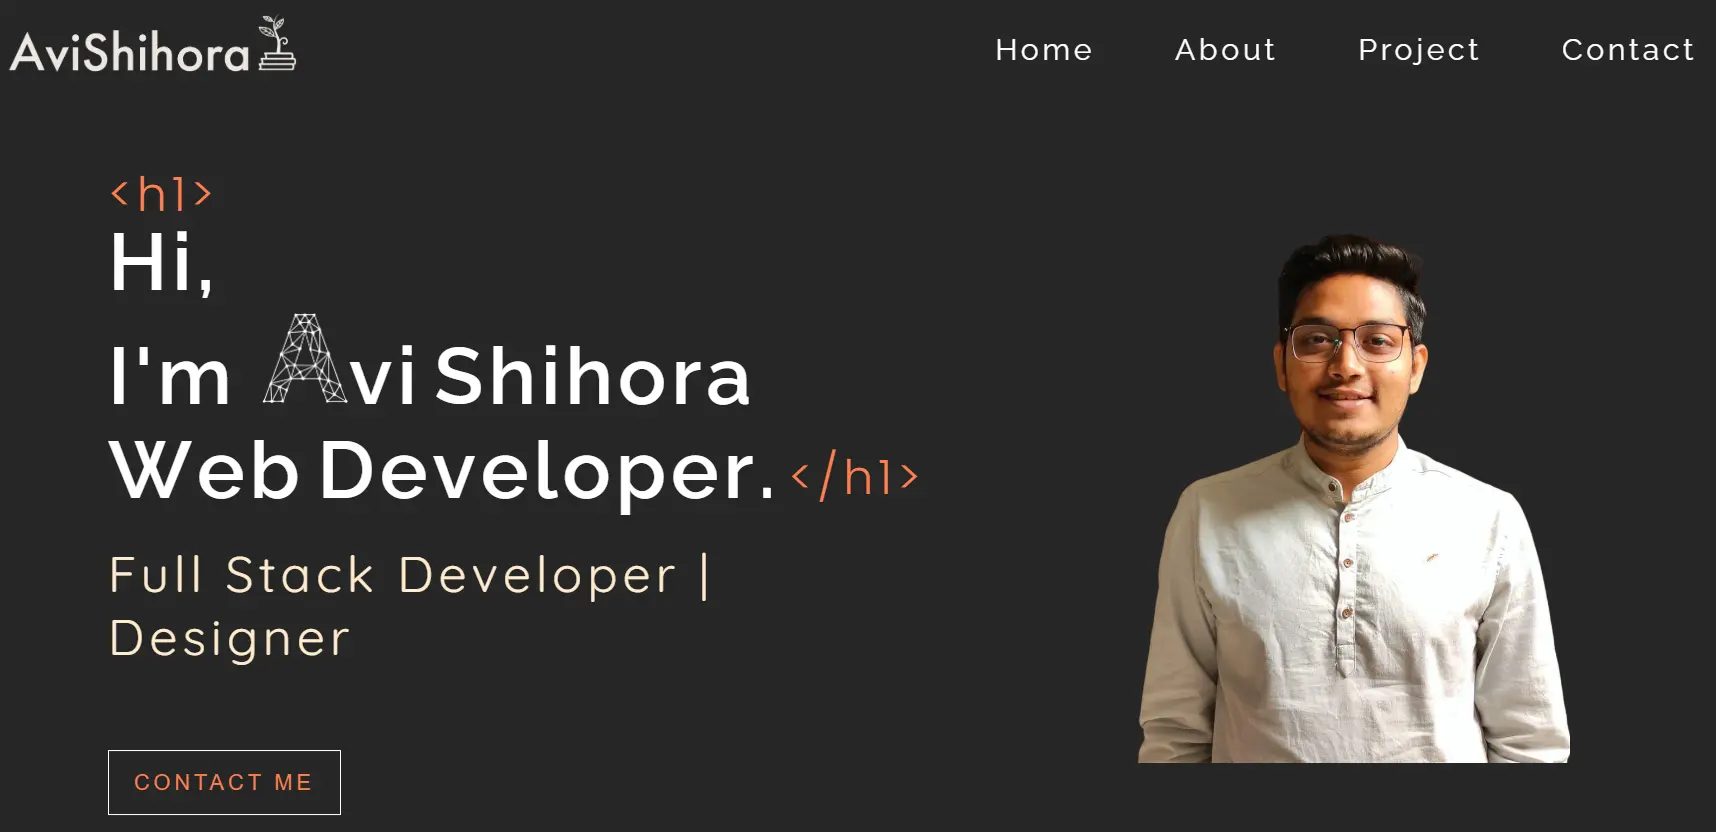 AviShihora
Home About Project Contact
<h1>
Hi,
I'm Avi Shihora
Web Developer. </h1>
Full Stack Developer |
Designer
CONTACT ME